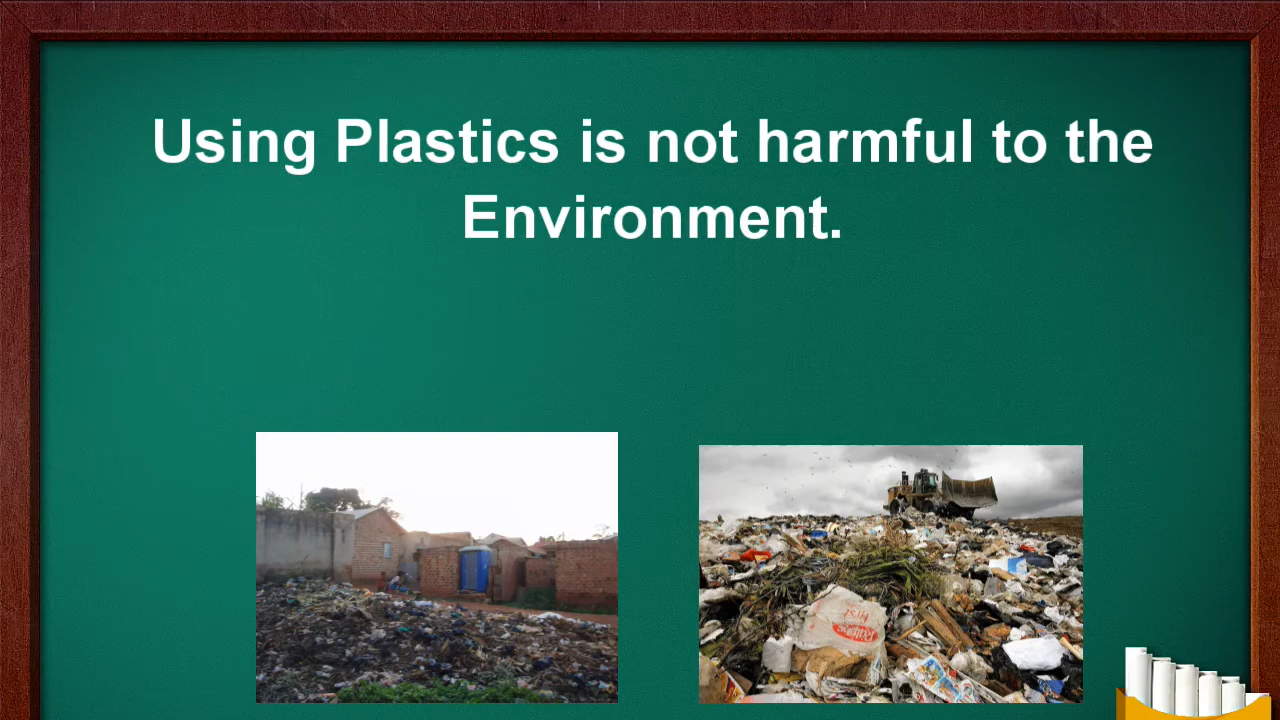 Using Plastics is not harmful to the
Environment.